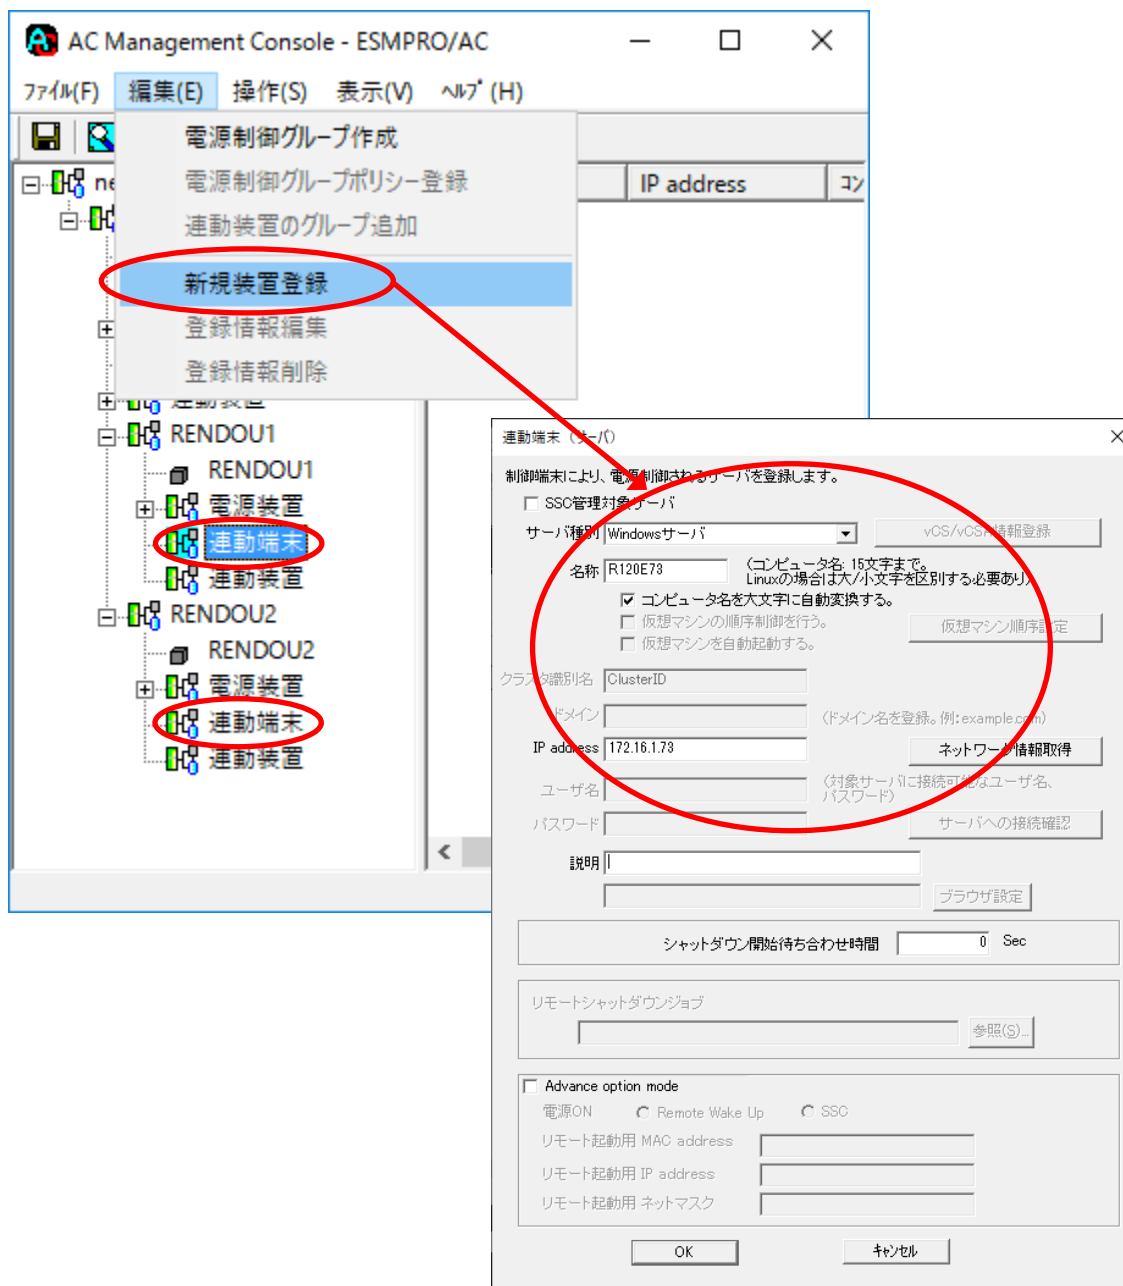 AC Management Console - ESMPRO/AC
ﾌｧｲﾙ(F) 編集(E) 操作(S) 表示(V) ﾍﾙﾌﾟ(H)
電源制御グループ作成
電源制御グループポリシー登録
連動装置のグループ追加
新規装置登録
登録情報編集
登録情報削除
ne
IP address
ｺﾝ
連動装置
RENDOU1
RENDOU1
電源装置
連動端末
連動装置
RENDOU2
RENDOU2
電源装置
連動端末
連動装置
連動端末（サーバ）
制御端末により、電源制御されるサーバを登録します。
SSC管理対象サーバ
サーバ種別 Windowsサーバ vCS/vCSA情報登録
名称 R120E73 (コンピュータ名: 15文字まで。
Linuxの場合は大/小文字を区別する必要あり)
コンピュータ名を大文字に自動変換する。
仮想マシンの順序制御を行う。 仮想マシン順序設定
仮想マシンを自動起動する。
クラスタ識別名 ClusterID
ドメイン (ドメイン名を登録。例:example.com)
IP address 172.16.1.73 ネットワーク情報取得
ユーザ名 (対象サーバに接続可能なユーザ名、
パスワード)
パスワード サーバへの接続確認
説明
ブラウザ設定
シャットダウン開始待ち合わせ時間 0 Sec
リモートシャットダウンジョブ
参照(S)...
Advance option mode
電源ON Remote Wake Up SSC
リモート起動用 MAC address
リモート起動用 IP address
リモート起動用 ネットマスク
OK ｷｬﾝｾﾙ